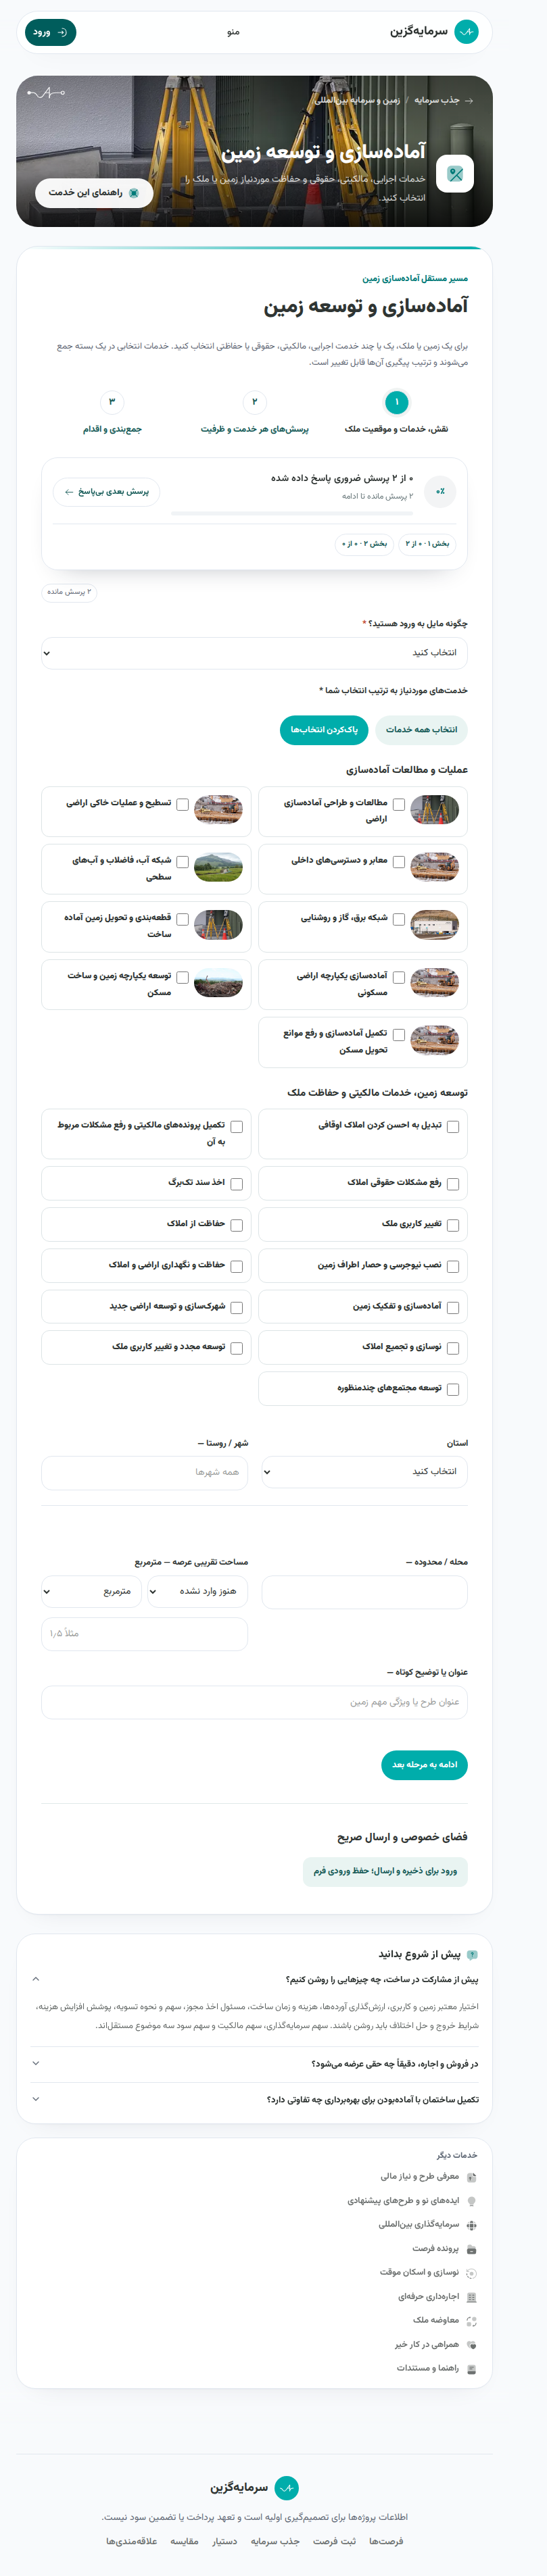 سرمایه‌گزین
منو
ورود
جذب سرمایه / زمین و سرمایه بین‌المللی
آماده‌سازی و توسعه زمین
خدمات اجرایی، مالکیتی، حقوقی و حفاظت موردنیاز زمین یا ملک را
انتخاب کنید.
راهنمای این خدمت
مسیر مستقل آماده‌سازی زمین
آماده‌سازی و توسعه زمین
برای یک زمین یا ملک، یک یا چند خدمت اجرایی، مالکیتی، حقوقی یا حفاظتی انتخاب کنید. خدمات انتخابی در یک بسته جمع
می‌شوند و ترتیب پیگیری آن‌ها قابل تغییر است.
۱
۲
۳
نقش، خدمات و موقعیت ملک
پرسش‌های هر خدمت و ظرفیت
جمع‌بندی و اقدام
۰٪
۰ از ۲ پرسش ضروری پاسخ داده شده
۲ پرسش مانده تا ادامه
پرسش بعدی بی‌پاسخ
بخش ۱ · ۰ از ۲
بخش ۲ · ۰ از ۰
۲ پرسش مانده
چگونه مایل به ورود هستید؟ *
انتخاب کنید
خدمت‌های موردنیاز به ترتیب انتخاب شما *
انتخاب همه خدمات
پاک‌کردن انتخاب‌ها
عملیات و مطالعات آماده‌سازی
مطالعات و طراحی آماده‌سازی
اراضی
تسطیح و عملیات خاکی اراضی
معابر و دسترسی‌های داخلی
شبکه آب، فاضلاب و آب‌های
سطحی
شبکه برق، گاز و روشنایی
قطعه‌بندی و تحویل زمین آماده
ساخت
آماده‌سازی یکپارچه اراضی
مسکونی
توسعه یکپارچه زمین و ساخت
مسکن
تکمیل آماده‌سازی و رفع موانع
تحویل مسکن
توسعه زمین، خدمات مالکیتی و حفاظت ملک
تبدیل به احسن کردن املاک اوقافی
تکمیل پرونده‌های مالکیتی و رفع مشکلات مربوط
به آن
رفع مشکلات حقوقی املاک
اخذ سند تک‌برگ
تغییر کاربری ملک
حفاظت از املاک
نصب نیوجرسی و حصار اطراف زمین
حفاظت و نگهداری اراضی و املاک
آماده‌سازی و تفکیک زمین
شهرک‌سازی و توسعه اراضی جدید
نوسازی و تجمیع املاک
توسعه مجدد و تغییر کاربری ملک
توسعه مجتمع‌های چندمنظوره
استان
شهر / روستا —
انتخاب کنید
همه شهرها
محله / محدوده —
مساحت تقریبی عرصه — مترمربع
هنوز وارد نشده
مترمربع
مثلاً ۱٫۵
عنوان یا توضیح کوتاه —
عنوان طرح یا ویژگی مهم زمین
ادامه به مرحله بعد
فضای خصوصی و ارسال صریح
ورود برای ذخیره و ارسال؛ حفظ ورودی فرم
پیش از شروع بدانید
پیش از مشارکت در ساخت، چه چیزهایی را روشن کنیم؟
اختیار معتبر زمین و کاربری، ارزش‌گذاری آورده‌ها، هزینه و زمان ساخت، مسئول اخذ مجوز، سهم و نحوه تسویه، پوشش افزایش هزینه،
شرایط خروج و حل اختلاف باید روشن باشند. سهم سرمایه‌گذاری، سهم مالکیت و سهم سود سه موضوع مستقل‌اند.
در فروش و اجاره، دقیقاً چه حقی عرضه می‌شود؟
تکمیل ساختمان با آماده‌بودن برای بهره‌برداری چه تفاوتی دارد؟
خدمات دیگر
معرفی طرح و نیاز مالی
ایده‌های نو و طرح‌های پیشنهادی
سرمایه‌گذاری بین‌المللی
پرونده فرصت
نوسازی و اسکان موقت
اجاره‌داری حرفه‌ای
معاوضه ملک
همراهی در کار خیر
راهنما و مستندات
سرمایه‌گزین
اطلاعات پروژه‌ها برای تصمیم‌گیری اولیه است و تعهد پرداخت یا تضمین سود نیست.
فرصت‌ها
ثبت فرصت
جذب سرمایه
دستیار
مقایسه
علاقه‌مندی‌ها